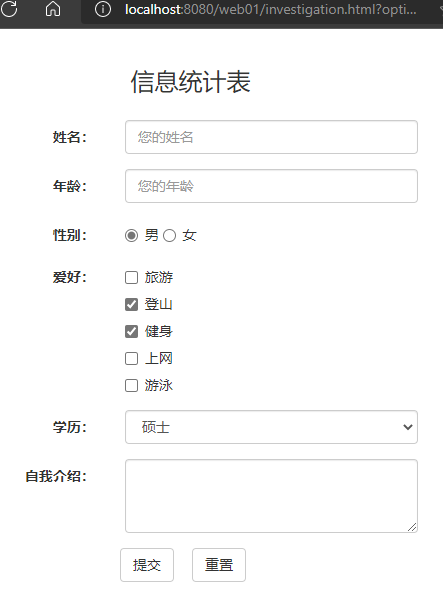 localhost:8080/web01/investigation.html?opti...
信息统计表
姓名： 您的姓名
年龄： 您的年龄
性别： 男 女
爱好： 旅游
登山
健身
上网
游泳
学历： 硕士
自我介绍：
提交 重置